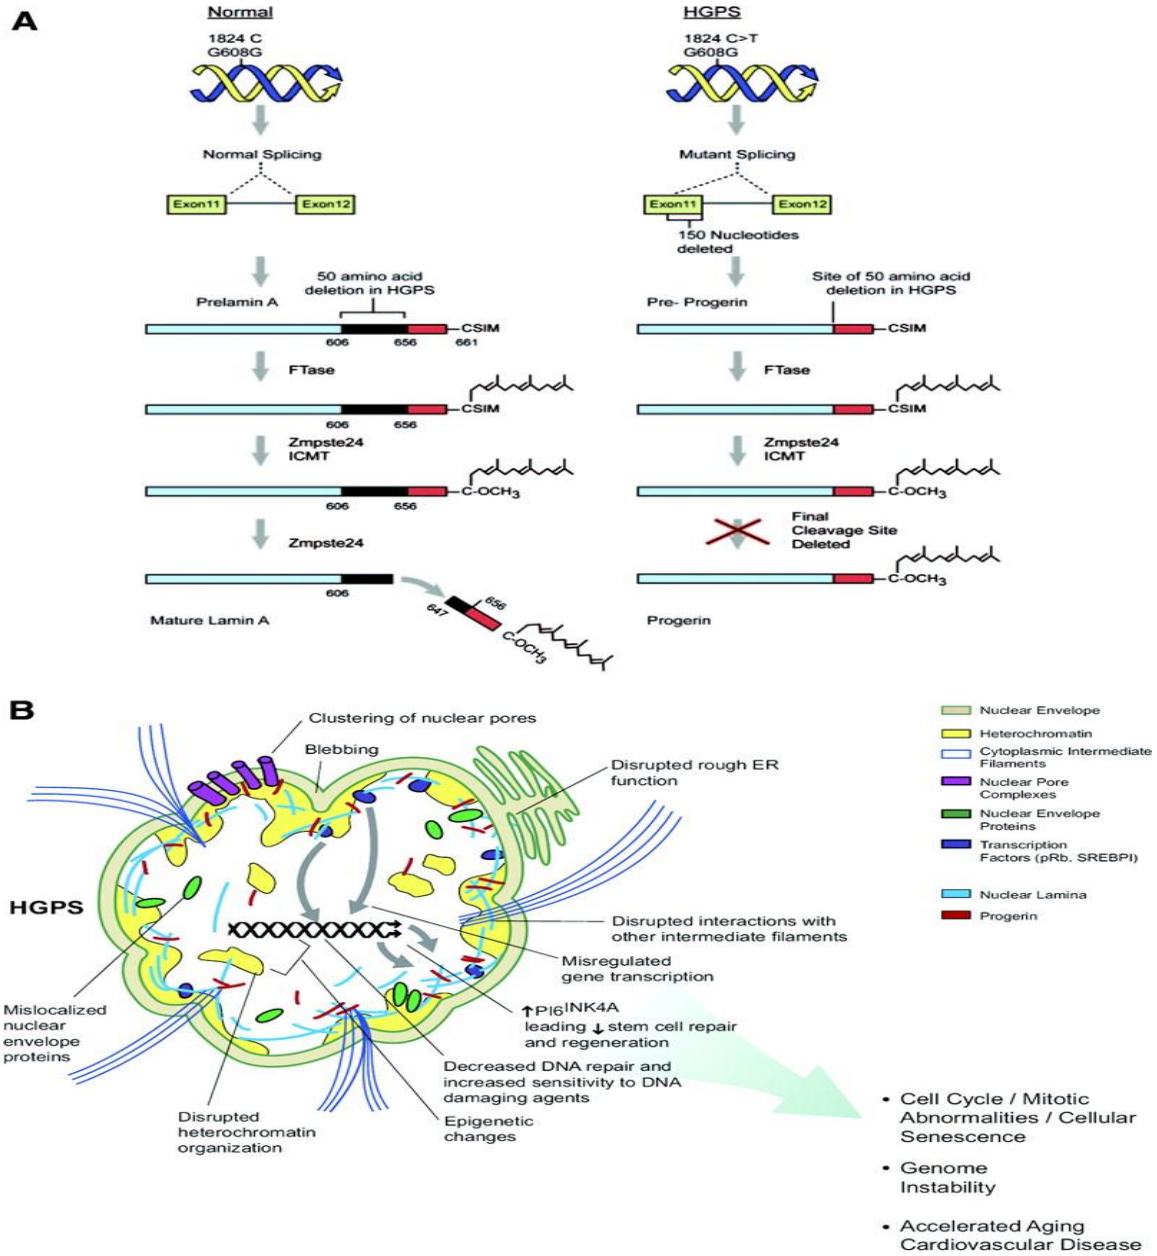 A
Normal
1824 C
G608G
Normal Splicing
Exon11
Exon12
50 amino acid
deletion in HGPS
Prelamin A
CSIM
606
656
661
FTase
CSIM
606
656
Zmpste24
ICMT
C-OCH3
606
656
Zmpste24
606
647
656
C-OCH3
Mature Lamin A
HGPS
1824 C>T
G608G
Mutant Splicing
Exon11
Exon12
150 Nucleotides
deleted
Site of 50 amino acid
deletion in HGPS
Pre- Progerin
CSIM
FTase
CSIM
Zmpste24
ICMT
C-OCH3
Final
Cleavage Site
Deleted
C-OCH3
Progerin
B
Clustering of nuclear pores
Blebbing
Disrupted rough ER
function
HGPS
Disrupted interactions with
other intermediate filaments
Misregulated
gene transcription
↑PI6INK4A
leading ↓ stem cell repair
and regeneration
Decreased DNA repair and
increased sensitivity to DNA
damaging agents
Epigenetic
changes
Mislocalized
nuclear
envelope
proteins
Disrupted
heterochromatin
organization
Nuclear Envelope
Heterochromatin
Cytoplasmic Intermediate
Filaments
Nuclear Pore
Complexes
Nuclear Envelope
Proteins
Transcription
Factors (pRb, SREBPI)
Nuclear Lamina
Progerin
• Cell Cycle / Mitotic
Abnormalities / Cellular
Senescence
• Genome
Instability
• Accelerated Aging
Cardiovascular Disease